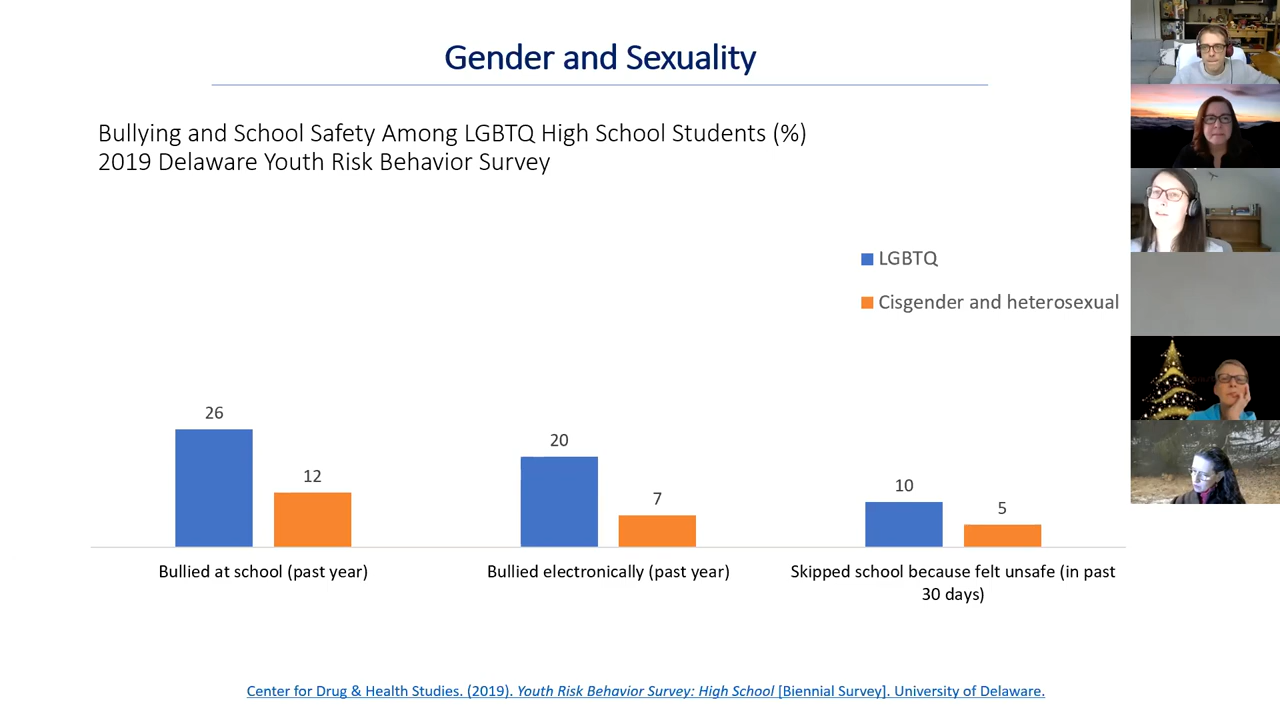 Gender and Sexuality
Bullying and School Safety Among LGBTQ High School Students (%)
2019 Delaware Youth Risk Behavior Survey
LGBTQ
Cisgender and heterosexual
26
12
20
7
10
5
Bullied at school (past year)
Bullied electronically (past year)
Skipped school because felt unsafe (in past
30 days)
Center for Drug & Health Studies. (2019). Youth Risk Behavior Survey: High School [Biennial Survey]. University of Delaware.